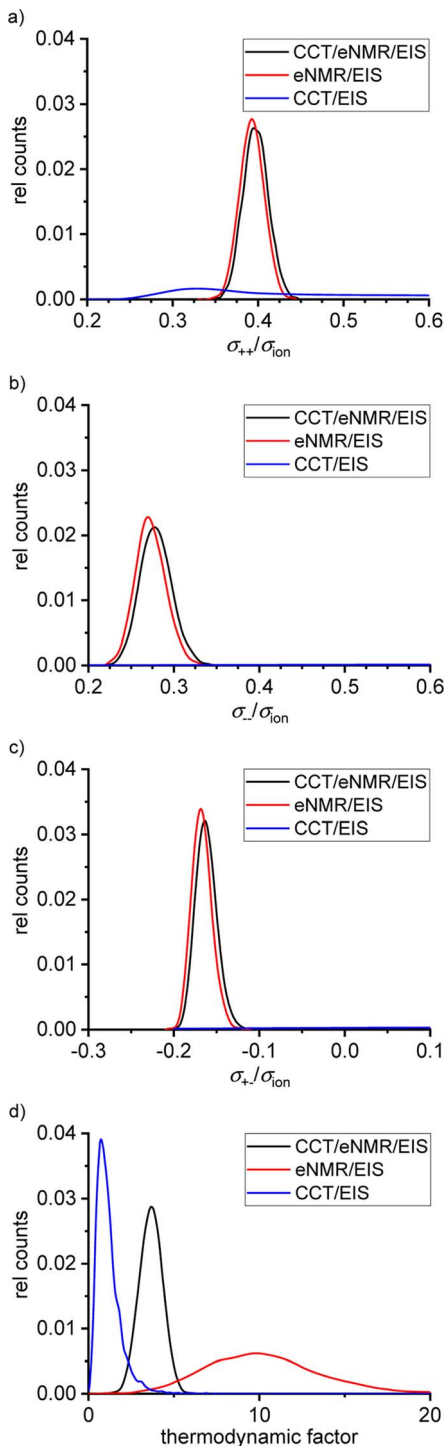 a)
CCT/eNMR/EIS
eNMR/EIS
CCT/EIS
rel counts
0.04
0.03
0.02
0.01
0.00
0.2 0.3 0.4 0.5 0.6
σ++/σion
b)
CCT/eNMR/EIS
eNMR/EIS
CCT/EIS
rel counts
0.04
0.03
0.02
0.01
0.00
0.2 0.3 0.4 0.5 0.6
σ--/σion
c)
CCT/eNMR/EIS
eNMR/EIS
CCT/EIS
rel counts
0.04
0.03
0.02
0.01
0.00
-0.3 -0.2 -0.1 0.0 0.1
σ+-/σion
d)
CCT/eNMR/EIS
eNMR/EIS
CCT/EIS
rel counts
0.04
0.03
0.02
0.01
0.00
0 10 20
thermodynamic factor